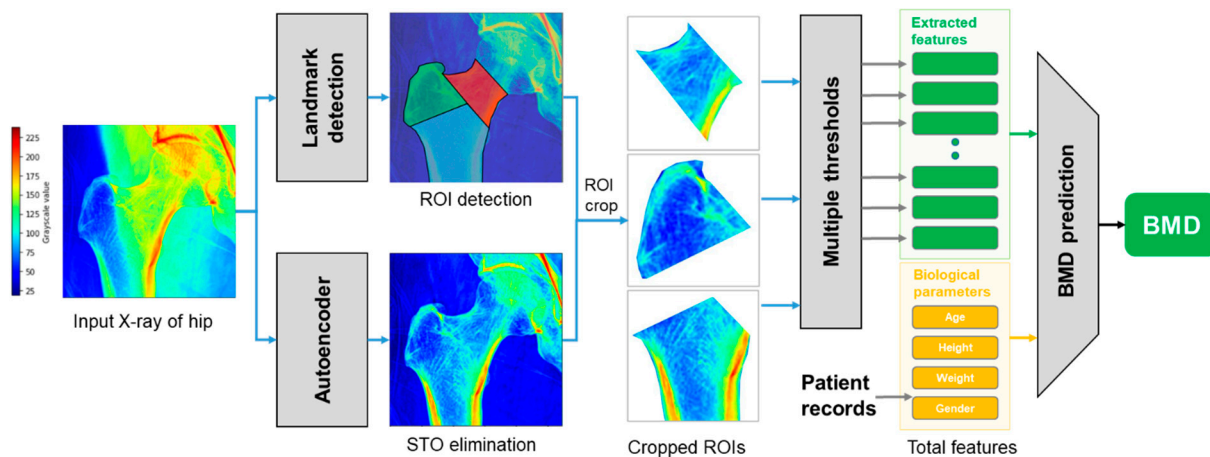 225
200
175
150
125
100
75
50
25
Grayscale value
Input X-ray of hip
Landmark
detection
Autoencoder
ROI detection
STO elimination
ROI
crop
Cropped ROIs
Multiple thresholds
Extracted
features
Biological
parameters
Age
Height
Weight
Gender
Patient
records
Total features
BMD prediction
BMD